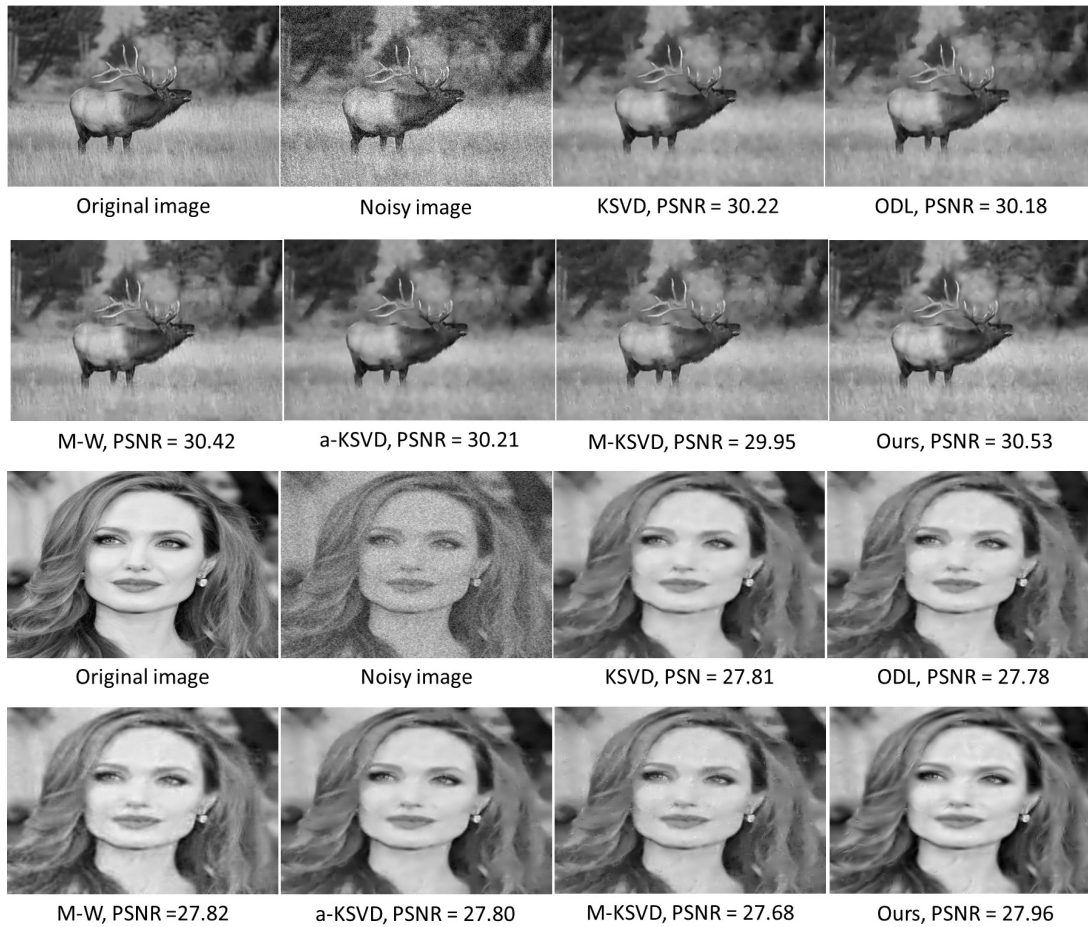 Original image
Noisy image
KSVD, PSNR = 30.22
ODL, PSNR = 30.18
M-W, PSNR = 30.42
a-KSVD, PSNR = 30.21
M-KSVD, PSNR = 29.95
Ours, PSNR = 30.53
Original image
Noisy image
KSVD, PSN = 27.81
ODL, PSNR = 27.78
M-W, PSNR =27.82
a-KSVD, PSNR = 27.80
M-KSVD, PSNR = 27.68
Ours, PSNR = 27.96